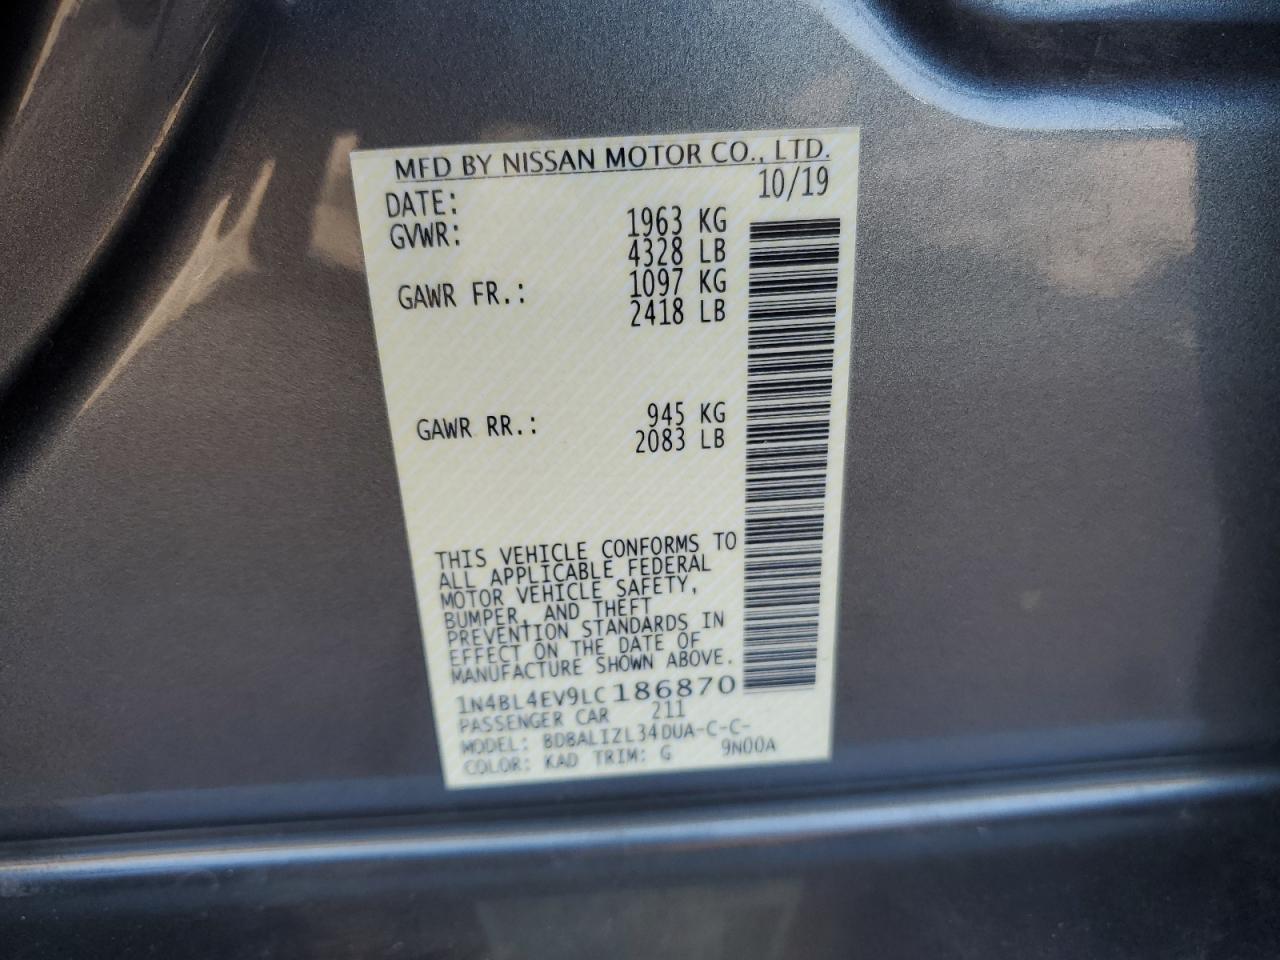 MFD BY NISSAN MOTOR CO., LTD.
DATE: 10/19
GVWR: 1963 KG
4328 LB
GAWR FR.: 1097 KG
2418 LB
GAWR RR.: 945 KG
2083 LB
THIS VEHICLE CONFORMS TO
ALL APPLICABLE FEDERAL
MOTOR VEHICLE SAFETY,
BUMPER, AND THEFT
PREVENTION STANDARDS IN
EFFECT ON THE DATE OF
MANUFACTURE SHOWN ABOVE.
1N4BL4EV9LC186870
PASSENGER CAR 211
MODEL: BDBALIZL34DUA-C-C-
COLOR: KAD TRIM: G 9N00A